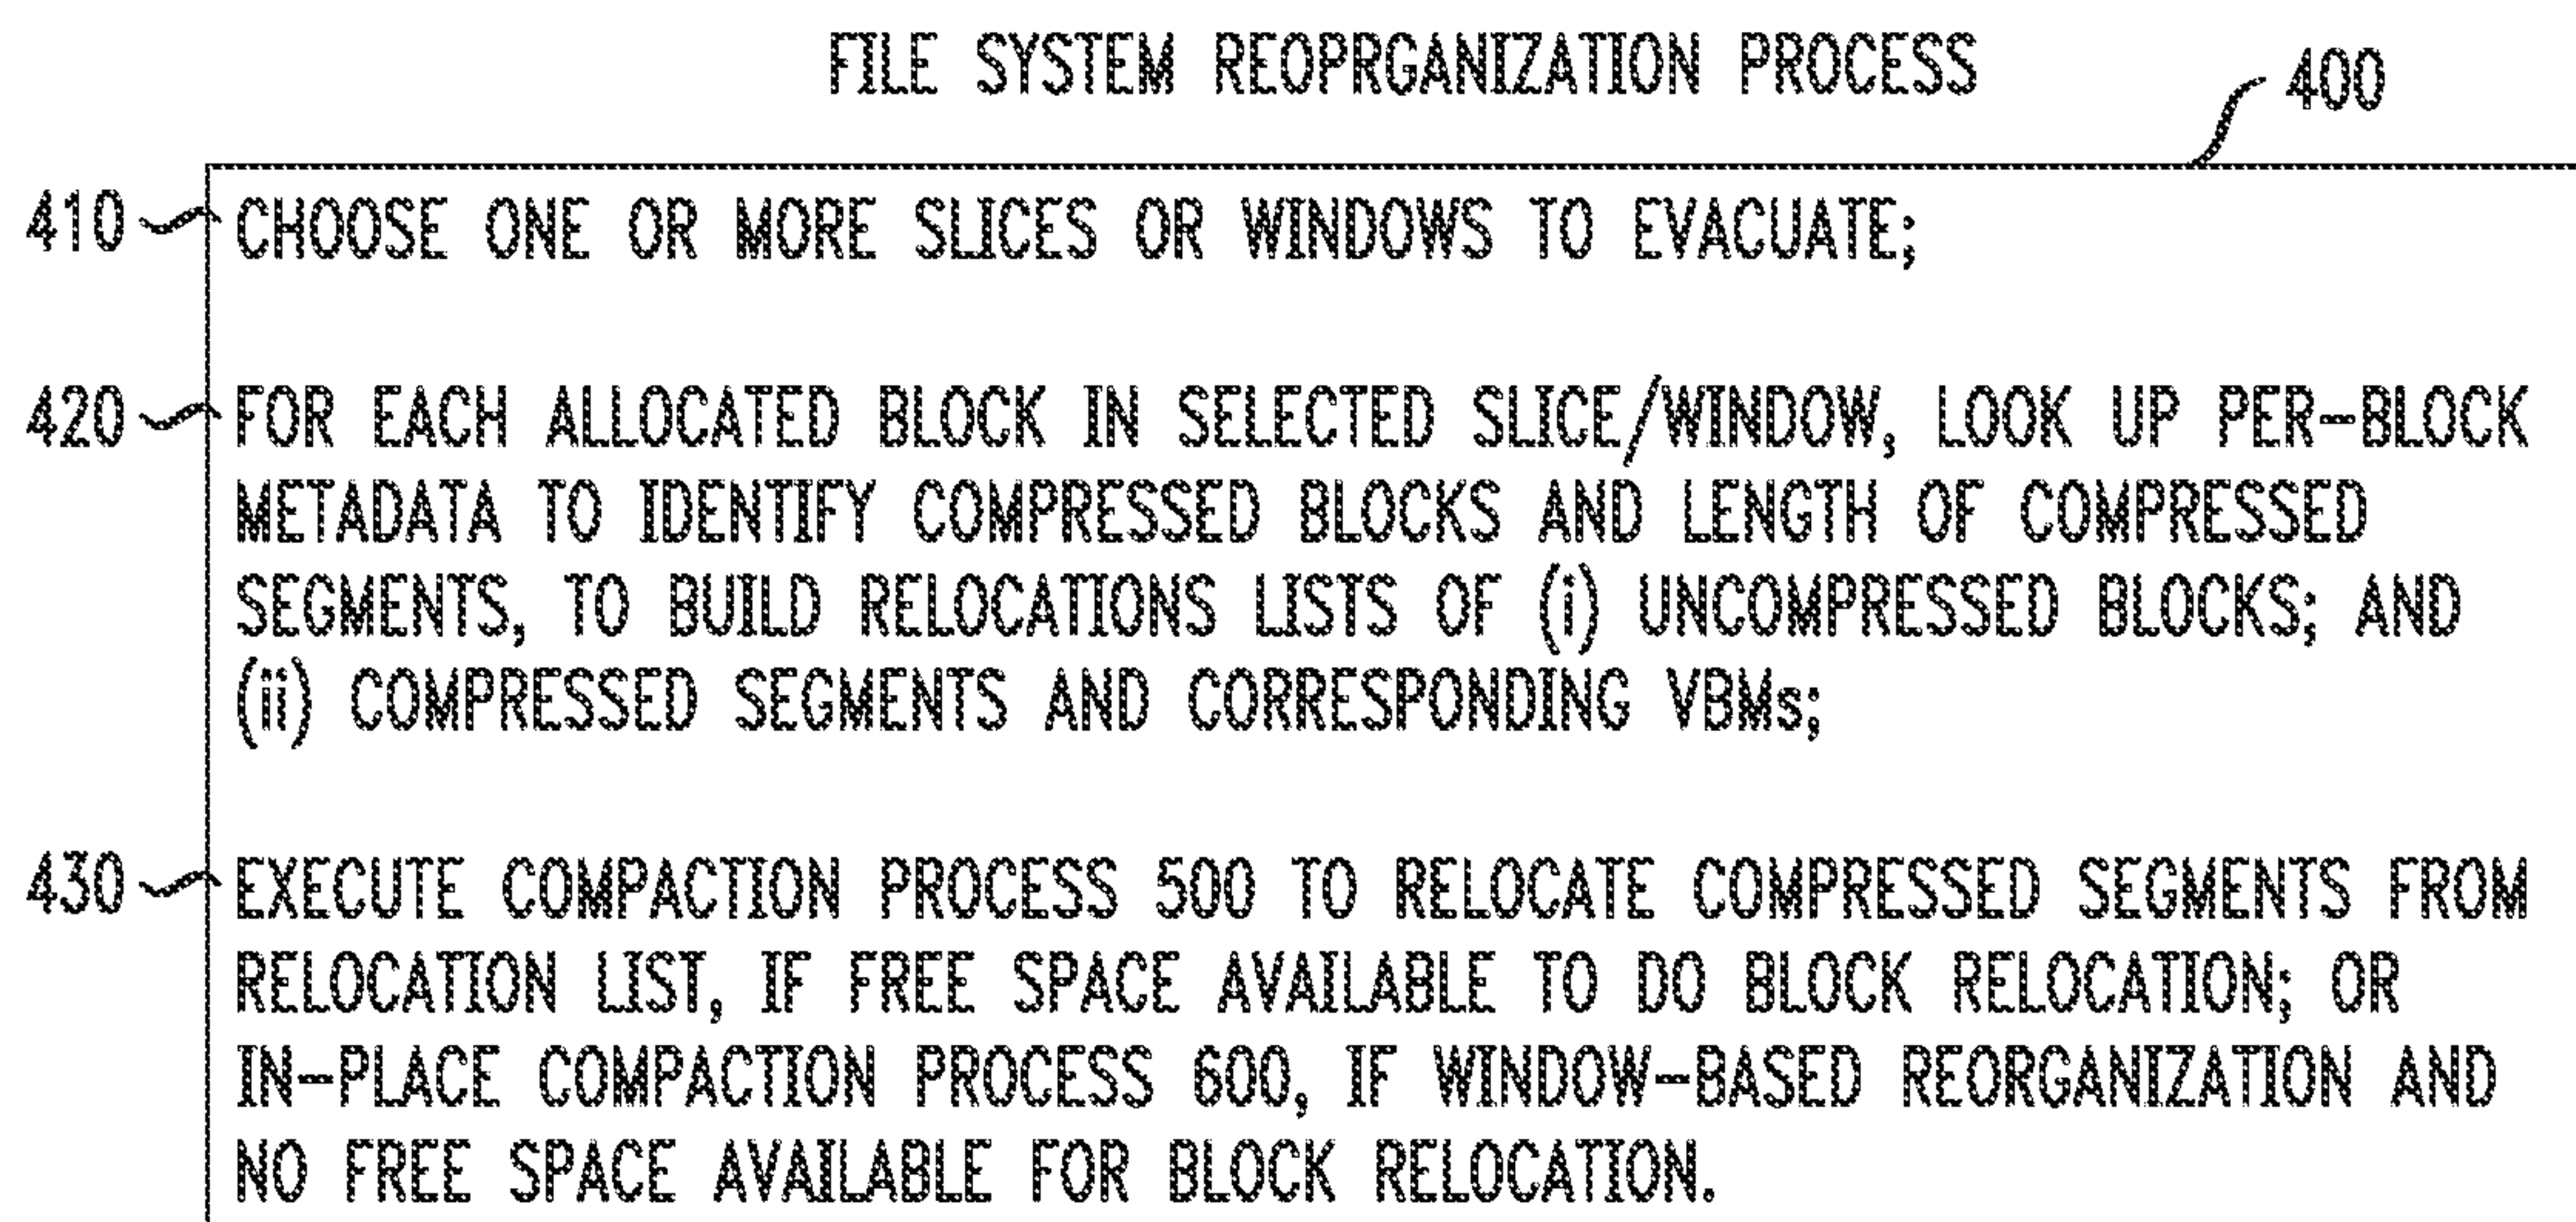 FILE SYSTEM REOPRGANIZATION PROCESS
400
410 CHOOSE ONE OR MORE SLICES OR WINDOWS TO EVACUATE;
420 FOR EACH ALLOCATED BLOCK IN SELECTED SLICE/WINDOW, LOOK UP PER-BLOCK
METADATA TO IDENTIFY COMPRESSED BLOCKS AND LENGTH OF COMPRESSED
SEGMENTS, TO BUILD RELOCATIONS LISTS OF (i) UNCOMPRESSED BLOCKS; AND
(ii) COMPRESSED SEGMENTS AND CORRESPONDING VBMs;
430 EXECUTE COMPACTION PROCESS 500 TO RELOCATE COMPRESSED SEGMENTS FROM
RELOCATION LIST, IF FREE SPACE AVAILABLE TO DO BLOCK RELOCATION; OR
IN-PLACE COMPACTION PROCESS 600, IF WINDOW-BASED REORGANIZATION AND
NO FREE SPACE AVAILABLE FOR BLOCK RELOCATION.